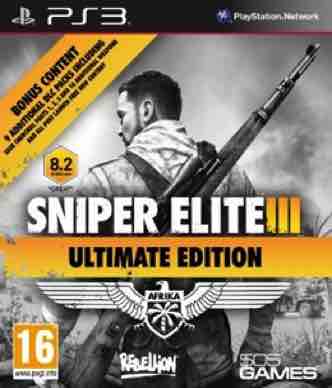 PS3
PlayStation.Network
BONUS CONTENT
8.2
"GREAT"
SNIPER ELITE III
ULTIMATE EDITION
AFRIKA
16
www.pegi.info
REBELLION
505
GAMES